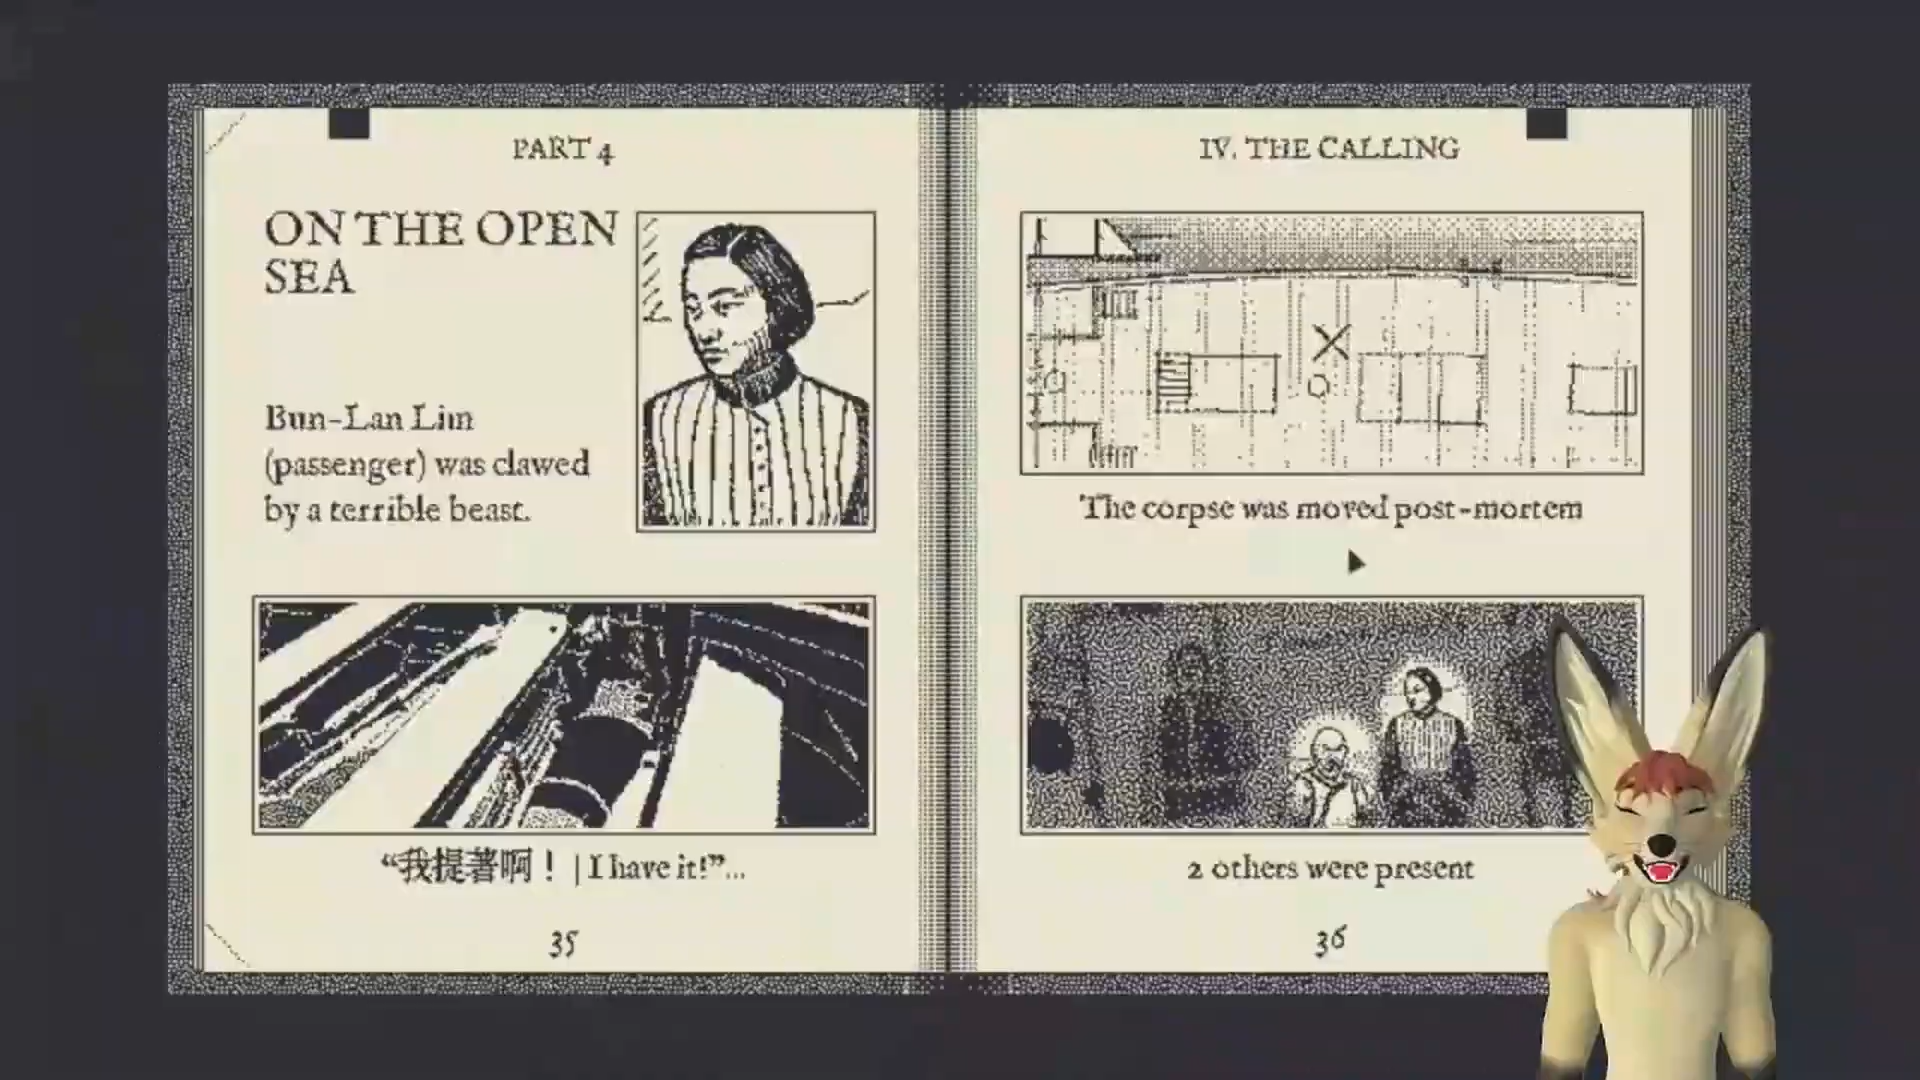 PART 4
ON THE OPEN
SEA
Bun-Lan Lim
(passenger) was clawed
by a terrible beast.
“我提著啊！ | I have it!”...
35
IV. THE CALLING
The corpse was moved post-mortem
2 others were present
36